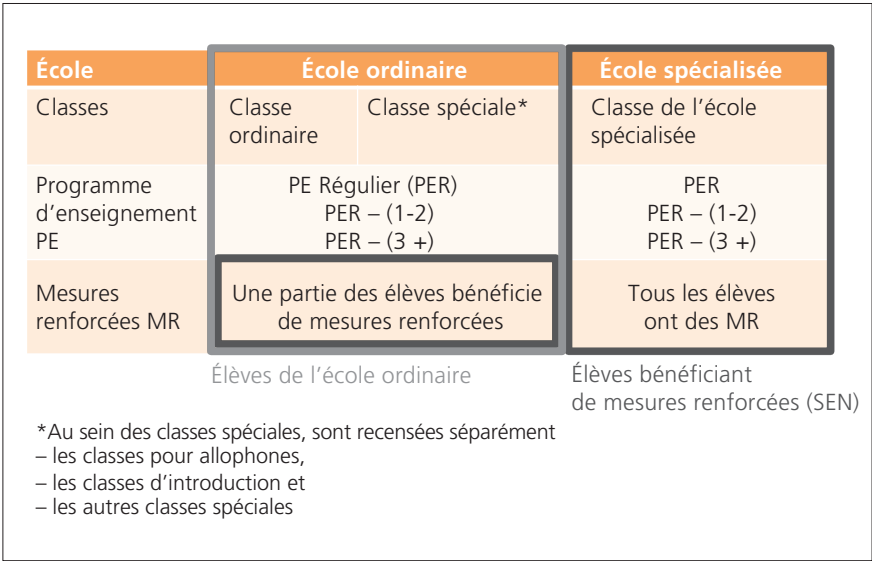 École École ordinaire École spécialisée
Classes Classe ordinaire Classe spéciale* Classe de l'école spécialisée
Programme d'enseignement PE
PE Régulier (PER)
PER – (1-2)
PER – (3 +)
PER
PER – (1-2)
PER – (3 +)
Mesures
renforcées MR
Une partie des élèves bénéficie
de mesures renforcées
Tous les élèves
ont des MR
Élèves de l'école ordinaire
Élèves bénéficiant
de mesures renforcées (SEN)
*Au sein des classes spéciales, sont recensées séparément
– les classes pour allophones,
– les classes d'introduction et
– les autres classes spéciales